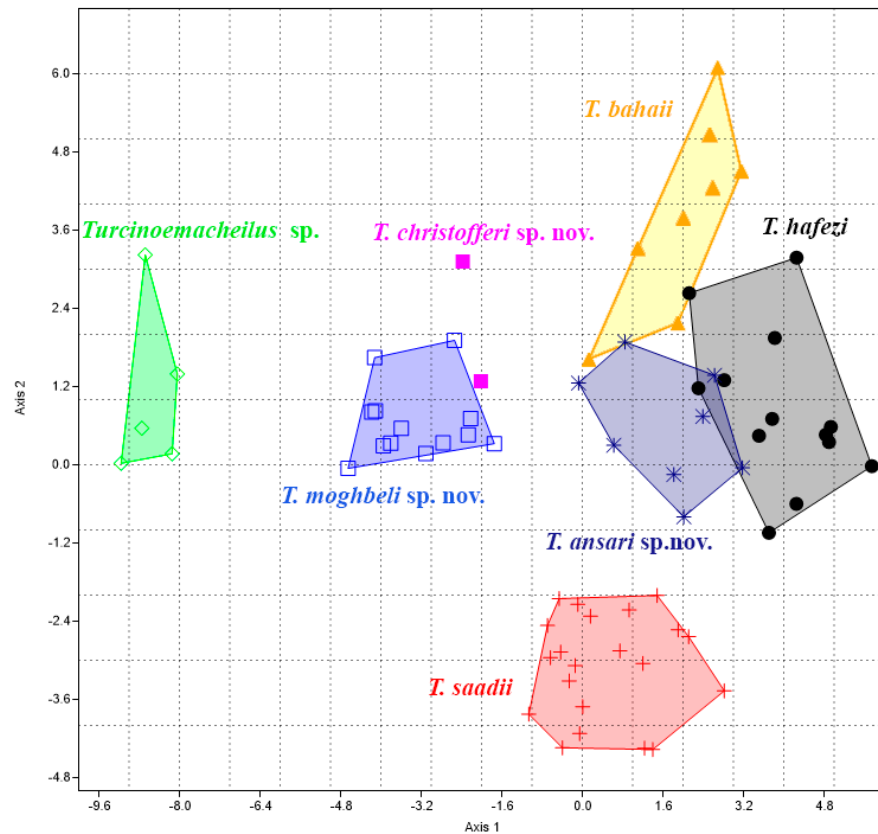 6.0
T. bahaii
4.8
3.6
Turcinoemacheilus sp.
T. christofferi sp. nov.
T. hafezi
2.4
Axis 2
1.2
0.0
T. moghbeli sp. nov.
T. ansari sp.nov.
-1.2
-2.4
T. saadii
-3.6
-4.8
-9.6 -8.0 -6.4 -4.8 -3.2 -1.6 0.0 1.6 3.2 4.8
Axis 1